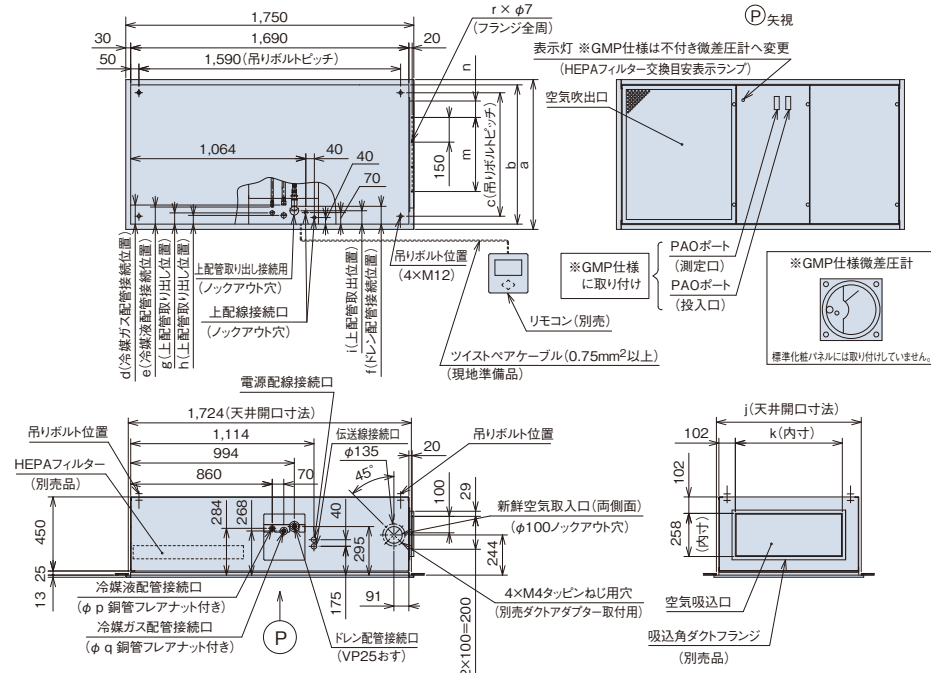 1,750
1,690
30
20
50
1,590(吊りボルトピッチ)
r × φ7
(フランジ全周)
n
m
150
c(吊りボルトピッチ)
b
a
1,064
40
40
70
d(冷媒ガス配管接続位置)
e(冷媒液配管接続位置)
g(上配管取り出し位置)
h(上配管取り出し位置)
上配管取り出し接続用
(ノックアウト穴)
上配線接続口
(ノックアウト穴)
i(上配管取出位置)
f(ドレン配管接続位置)
吊りボルト位置
(4×M12)
リモコン(別売)
ツイストペアケーブル(0.75mm²以上)
(現地準備品)
P矢視
表示灯 ※GMP仕様は不付き微差圧計へ変更
(HEPAフィルター交換目安表示ランプ)
空気吹出口
※GMP仕様
に取り付け
PAOポート
(測定口)
PAOポート
(投入口)
※GMP仕様微差圧計
標準化粧パネルには取り付けしていません。
電源配線接続口
1,724(天井開口寸法)
吊りボルト位置
1,114
伝送線接続口
20
吊りボルト位置
HEPAフィルター
(別売品)
994
φ135
860
70
45°
100
29
新鮮空気取入口(両側面)
(φ100ノックアウト穴)
450
284
268
40
295
244
25
13
175
91
4×M4タッピンねじ用穴
(別売ダクトアダプター取付用)
冷媒液配管接続口
(φp 銅管フレアナット付き)
冷媒ガス配管接続口
(φq 銅管フレアナット付き)
P
ドレン配管接続口
(VP25おす)
2×100=200
j(天井開口寸法)
102
k(内寸)
102
258
(内寸)
空気吸込口
吸込角ダクトフランジ
(別売品)